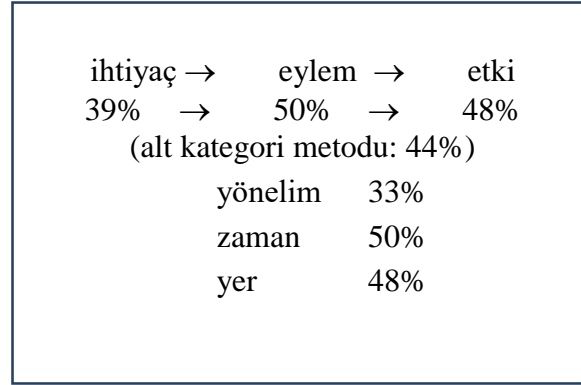 ihtiyaç → eylem → etki
39% → 50% → 48%
(alt kategori metodu: 44%)
yönelim 33%
zaman 50%
yer 48%